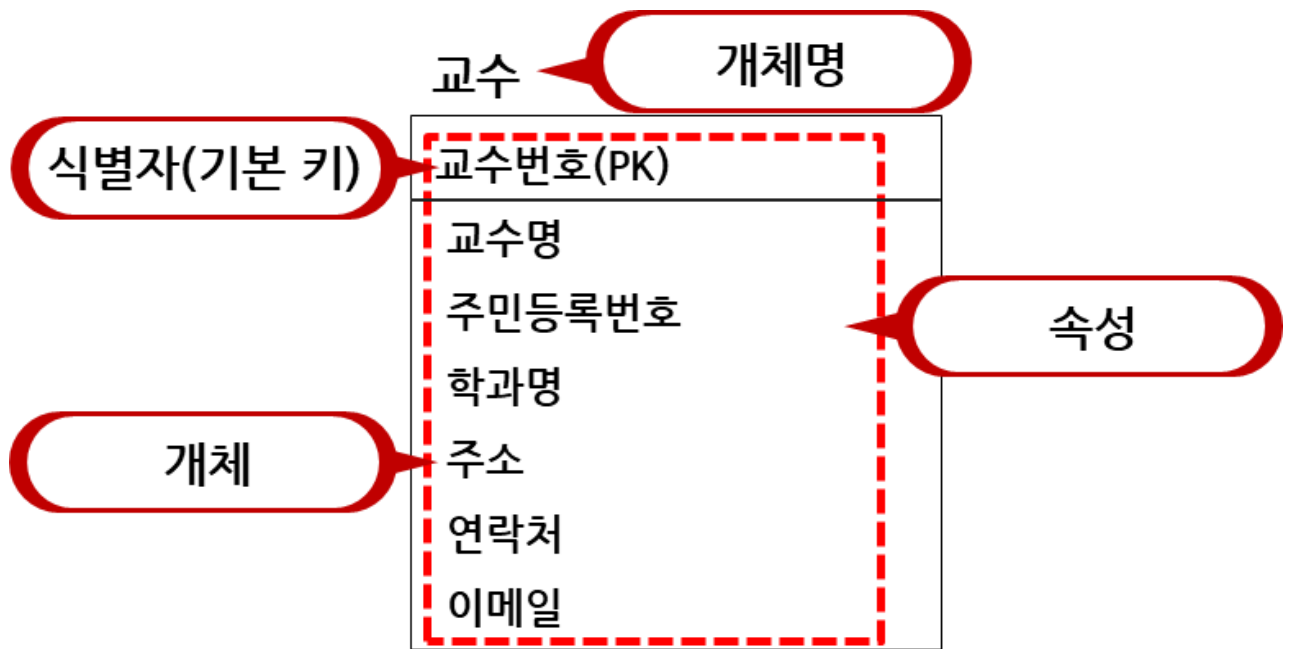 교수
개체명
식별자(기본 키)
교수번호(PK)
교수명
주민등록번호
속성
학과명
개체
주소
연락처
이메일